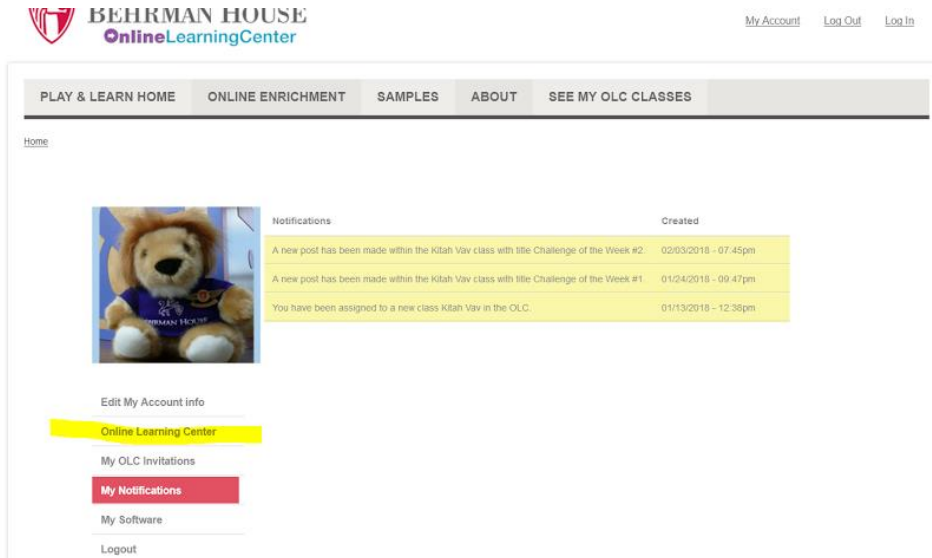 BEHRMAN HOUSE
OnlineLearningCenter
My Account Log Out Log In
PLAY & LEARN HOME ONLINE ENRICHMENT SAMPLES ABOUT SEE MY OLC CLASSES
Home
Notifications Created
A new post has been made within the Kitah Vav class with title Challenge of the Week #2. 02/03/2018 - 07:45pm
A new post has been made within the Kitah Vav class with title Challenge of the Week #1. 01/24/2018 - 09:47pm
You have been assigned to a new class Kitah Vav in the OLC. 01/13/2018 - 12:38pm
BEHRMAN HOUSE
Edit My Account info
Online Learning Center
My OLC Invitations
My Notifications
My Software
Logout